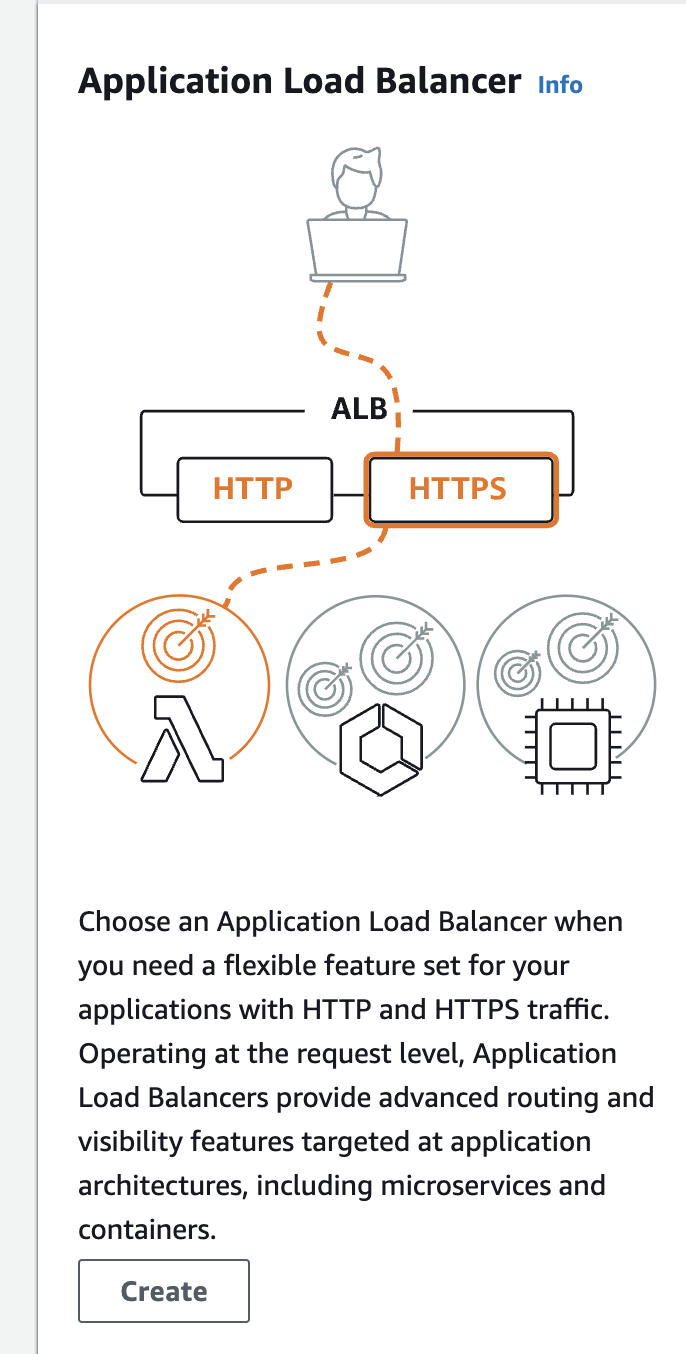 Application Load Balancer Info
ALB
HTTP HTTPS
Choose an Application Load Balancer when
you need a flexible feature set for your
applications with HTTP and HTTPS traffic.
Operating at the request level, Application
Load Balancers provide advanced routing and
visibility features targeted at application
architectures, including microservices and
containers.
Create